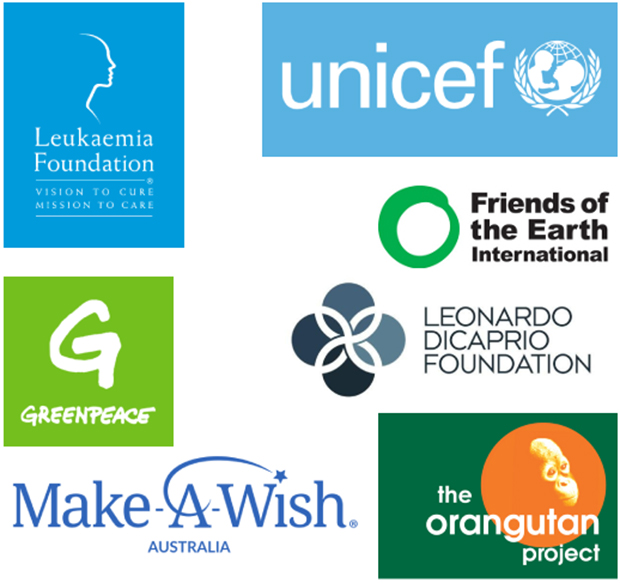 Leukaemia
Foundation
®
VISION TO CURE
MISSION TO CARE
unicef
Friends of
the Earth
International
G
GREENPEACE
LEONARDO
DICAPRIO
FOUNDATION
Make-A-Wish®
AUSTRALIA
the
orangutan
project